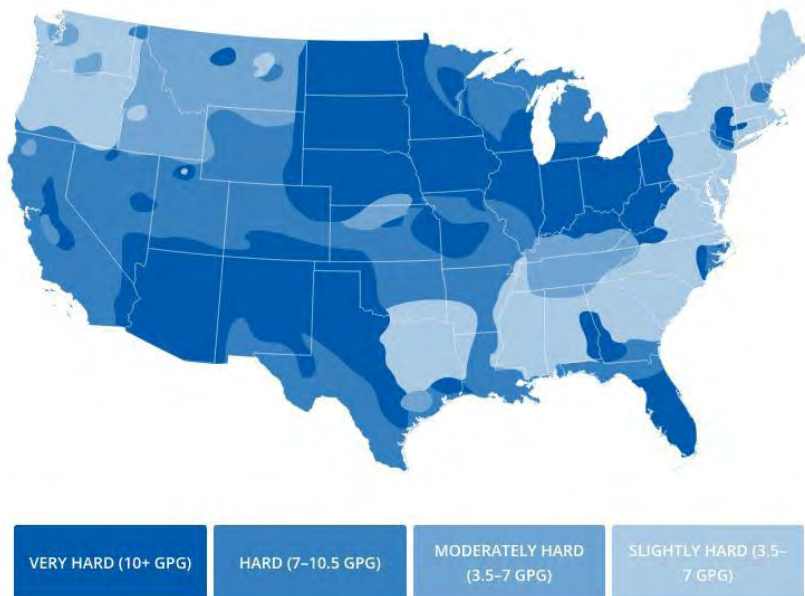 VERY HARD (10+ GPG)
HARD (7–10.5 GPG)
MODERATELY HARD
(3.5–7 GPG)
SLIGHTLY HARD (3.5–
7 GPG)